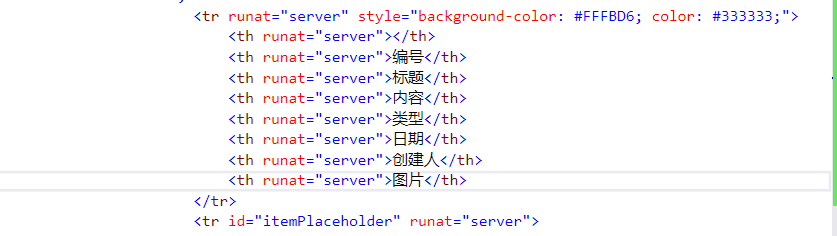 <tr runat="server" style="background-color: #FFFBD6; color: #333333;">
<th runat="server"></th>
<th runat="server">编号</th>
<th runat="server">标题</th>
<th runat="server">内容</th>
<th runat="server">类型</th>
<th runat="server">日期</th>
<th runat="server">创建人</th>
<th runat="server">图片</th>
</tr>
<tr id="itemPlaceholder" runat="server">